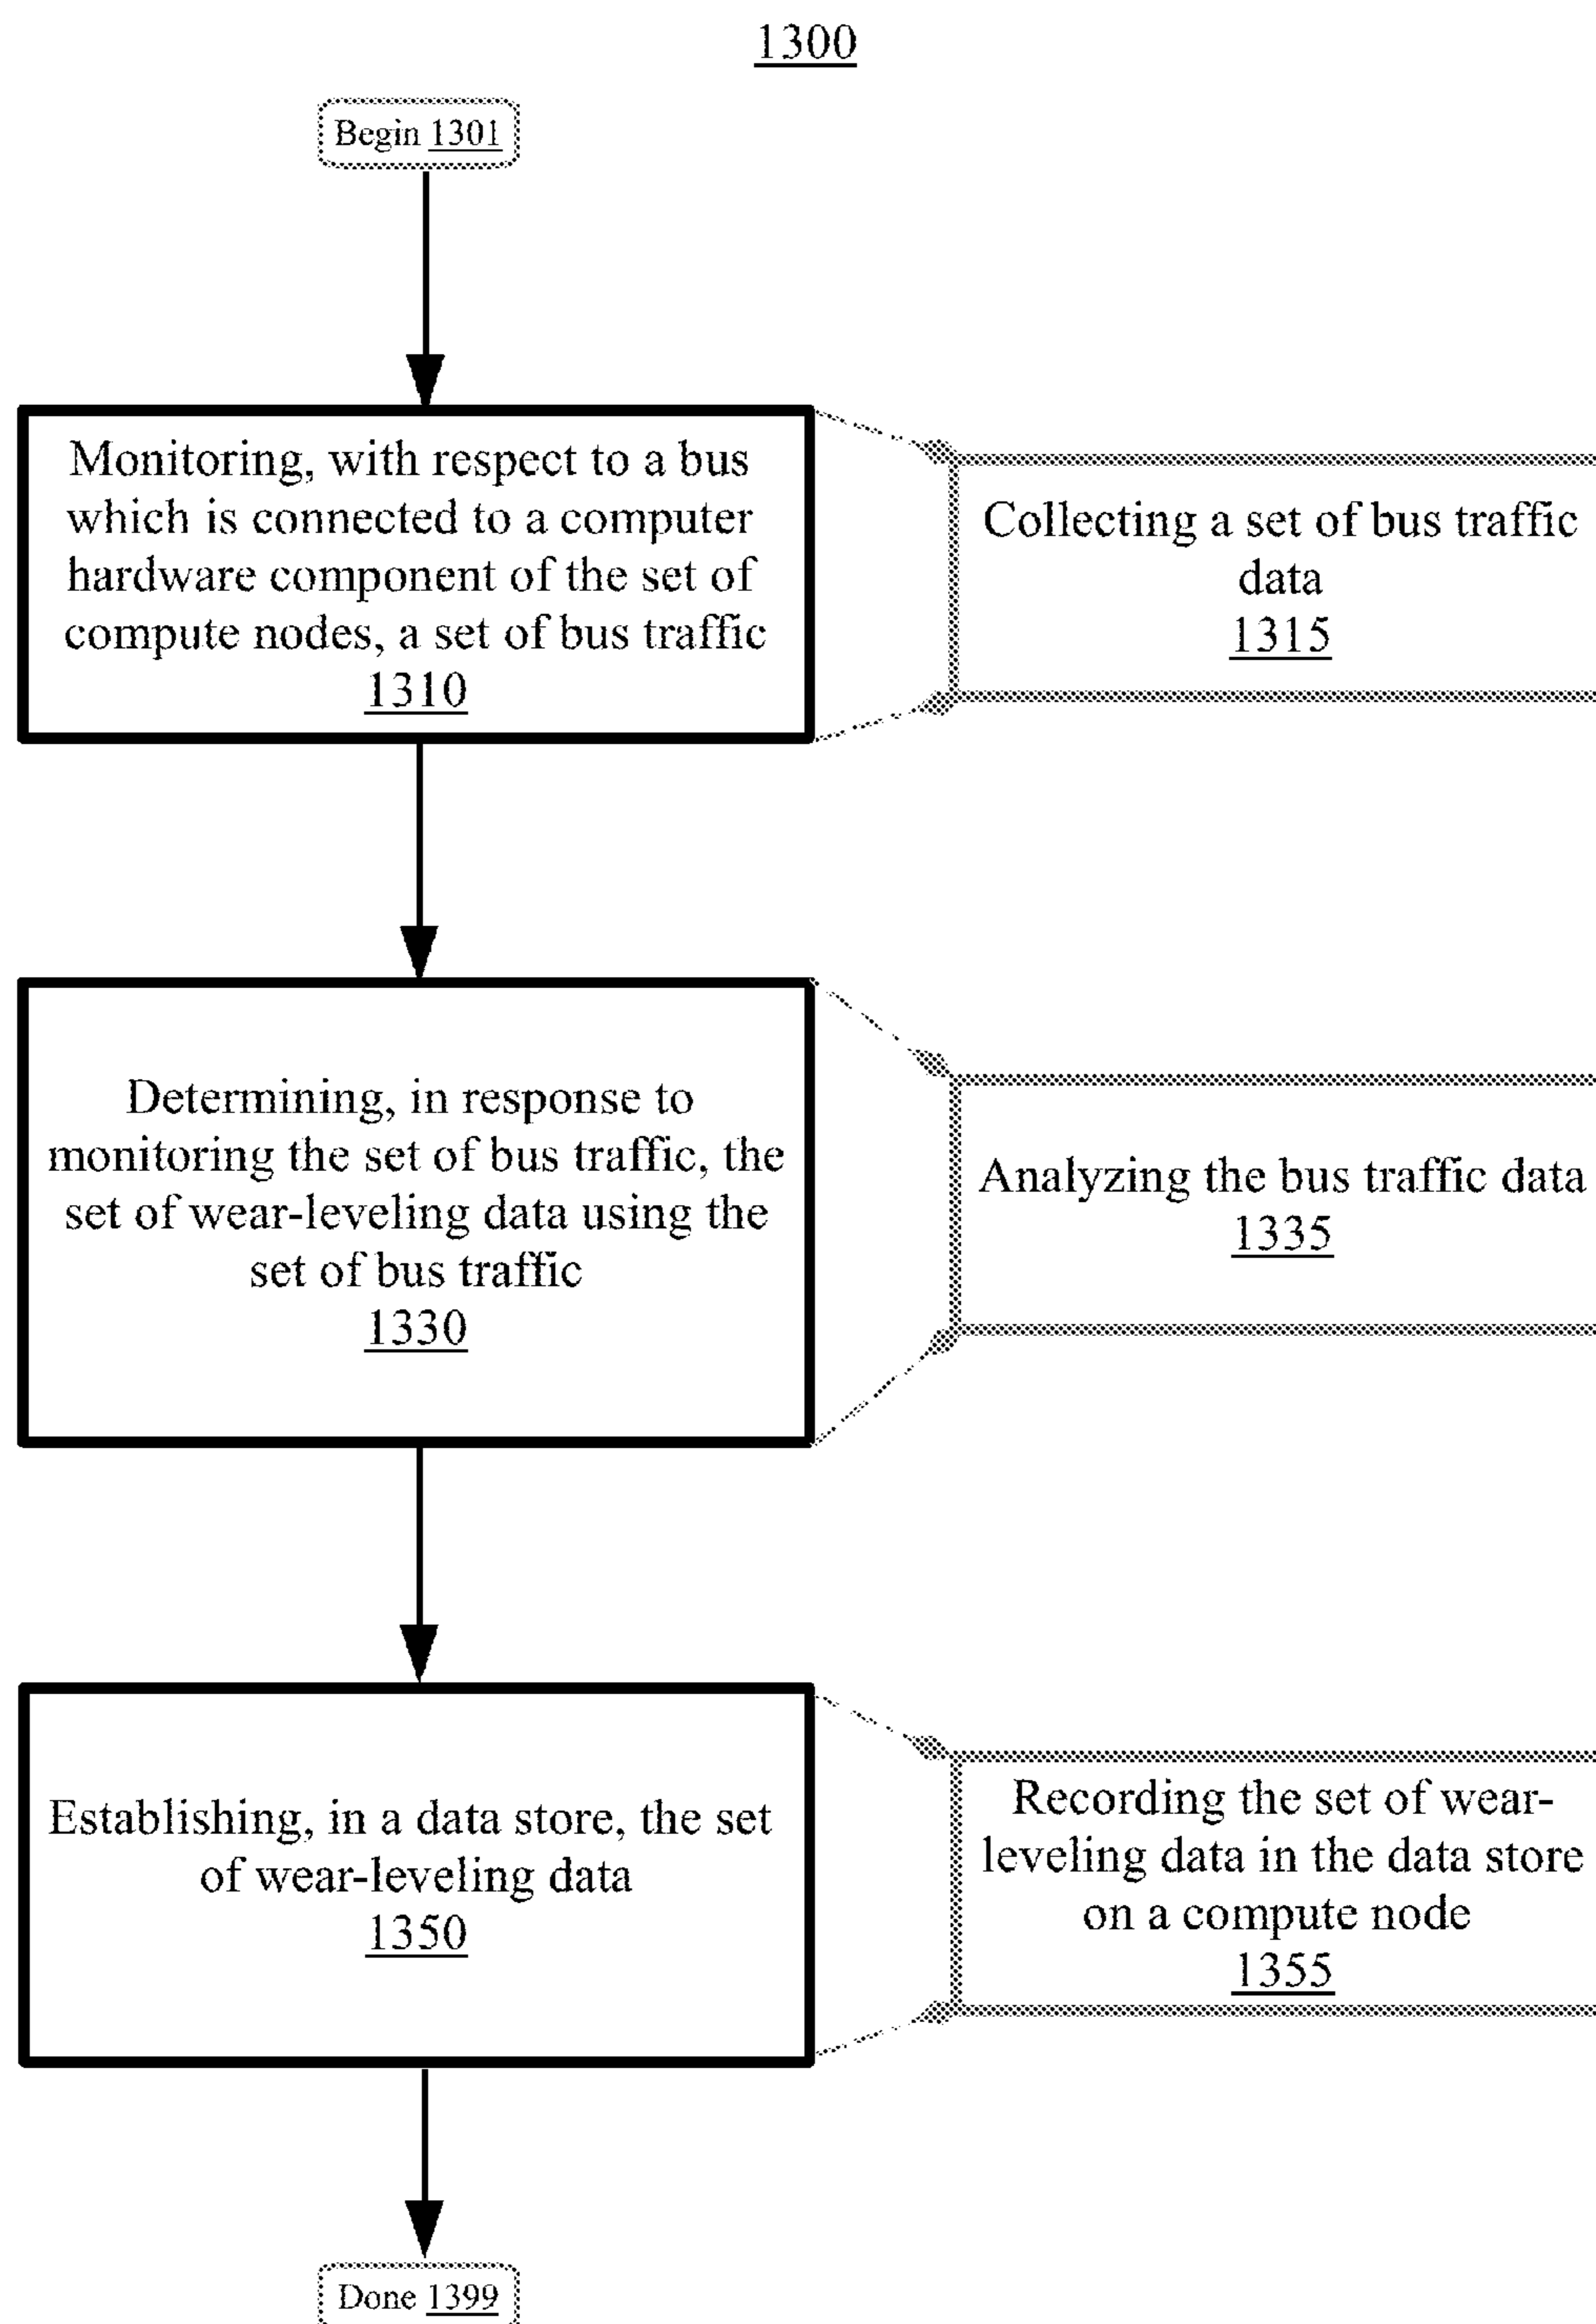 1300
Begin 1301
Monitoring, with respect to a bus
which is connected to a computer
hardware component of the set of
compute nodes, a set of bus traffic
1310
Collecting a set of bus traffic
data
1315
Determining, in response to
monitoring the set of bus traffic, the
set of wear-leveling data using the
set of bus traffic
1330
Analyzing the bus traffic data
1335
Establishing, in a data store, the set
of wear-leveling data
1350
Recording the set of wear-
leveling data in the data store
on a compute node
1355
Done 1399